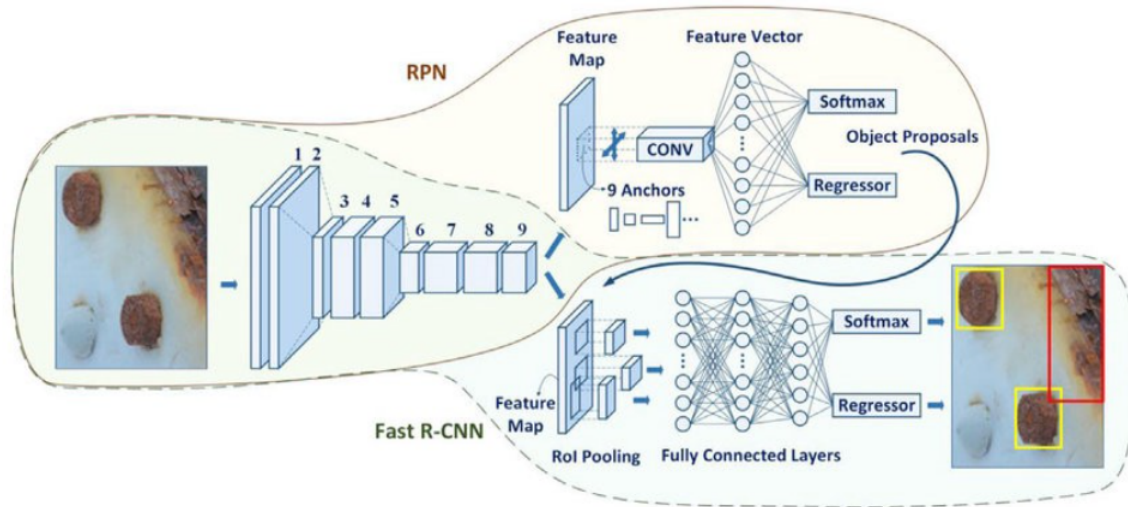 RPN
Feature
Map
Feature Vector
CONV
Softmax
Object Proposals
Regressor
9 Anchors
1 2
3 4 5
6 7 8 9
Feature
Map
Fast R-CNN
RoI Pooling
Fully Connected Layers
Softmax
Regressor